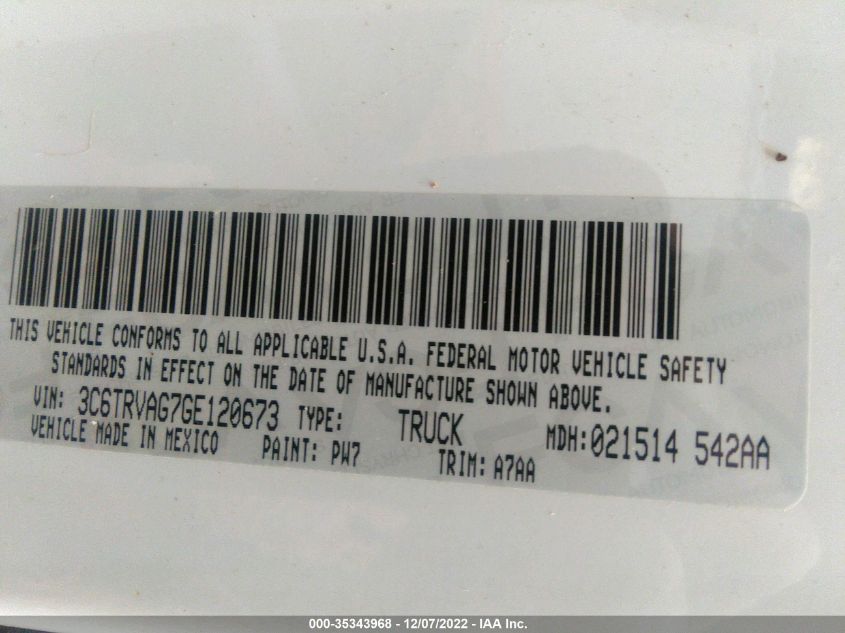 THIS VEHICLE CONFORMS TO ALL APPLICABLE U.S.A. FEDERAL MOTOR VEHICLE SAFETY
STANDARDS IN EFFECT ON THE DATE OF MANUFACTURE SHOWN ABOVE.
VIN: 3C6TRVAG7GE120673 TYPE: TRUCK MDH:021514 542AA
VEHICLE MADE IN MEXICO PAINT: PW7 TRIM: A7AA
000-35343968 - 12/07/2022 - IAA Inc.